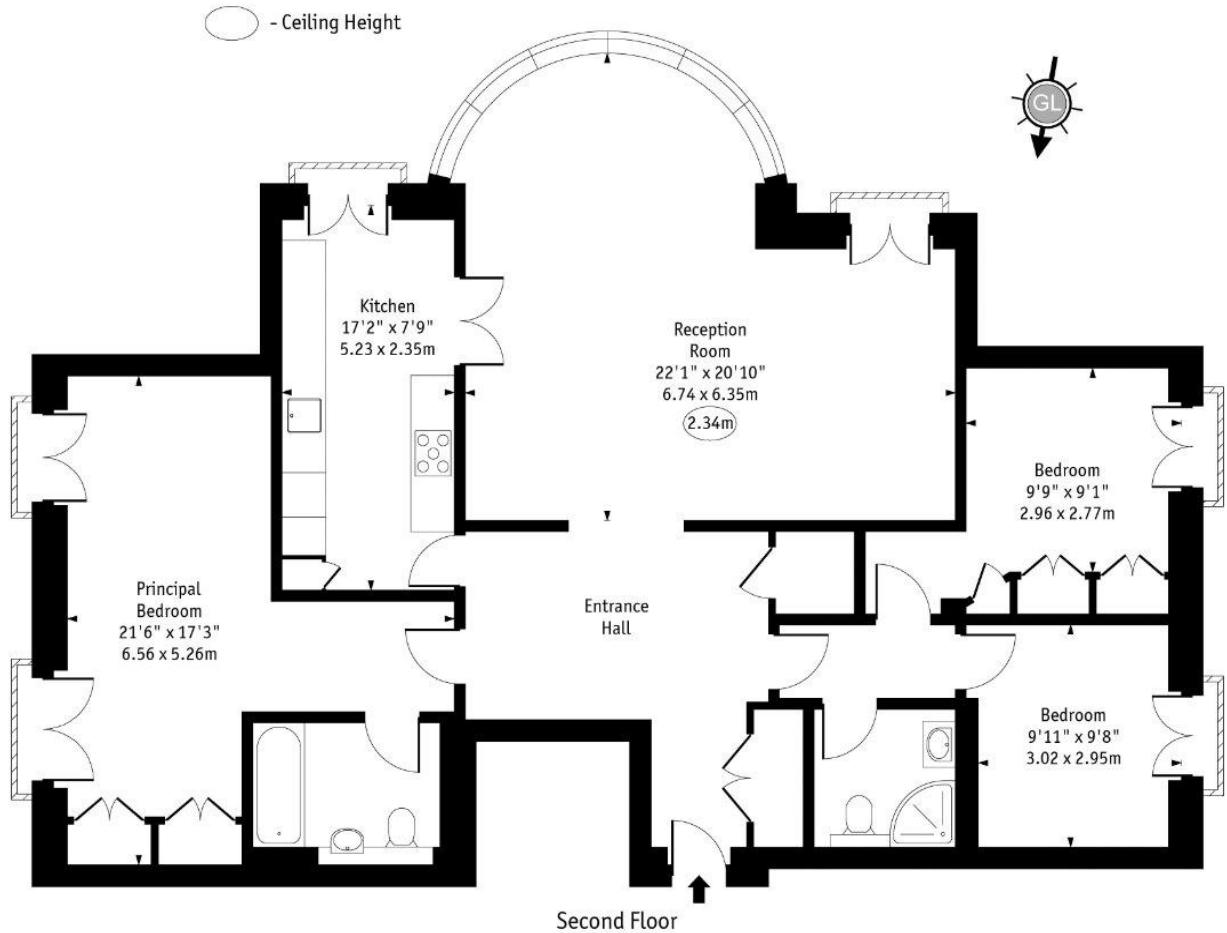 - Ceiling Height
GL
Kitchen
17'2" x 7'9"
5.23 x 2.35m
Reception
Room
22'1" x 20'10"
6.74 x 6.35m
2.34m
Bedroom
9'9" x 9'1"
2.96 x 2.77m
Principal
Bedroom
21'6" x 17'3"
6.56 x 5.26m
Entrance
Hall
Bedroom
9'11" x 9'8"
3.02 x 2.95m
Second Floor